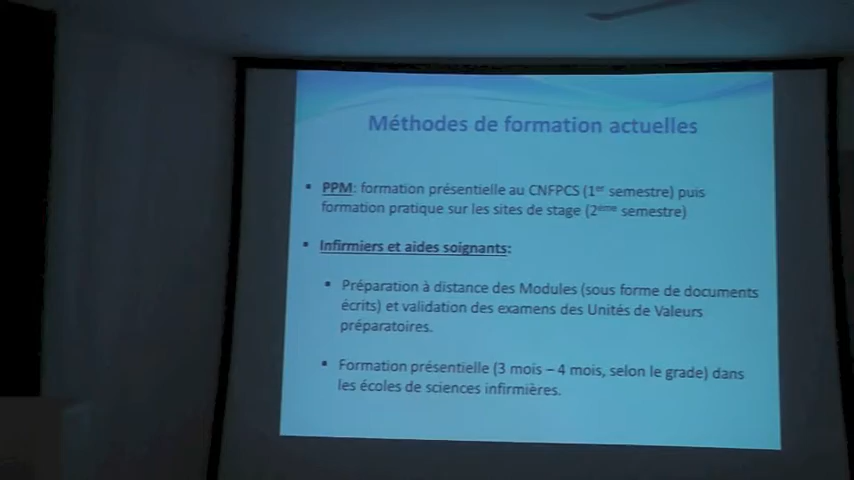 Méthodes de formation actuelles
▪ PPM: formation présentielle au CNFPCS (1er semestre) puis
formation pratique sur les sites de stage (2ème semestre)
▪ Infirmiers et aides soignants:
▪ Préparation à distance des Modules (sous forme de documents
écrits) et validation des examens des Unités de Valeurs
préparatoires.
▪ Formation présentielle (3 mois – 4 mois, selon le grade) dans
les écoles de sciences infirmières.